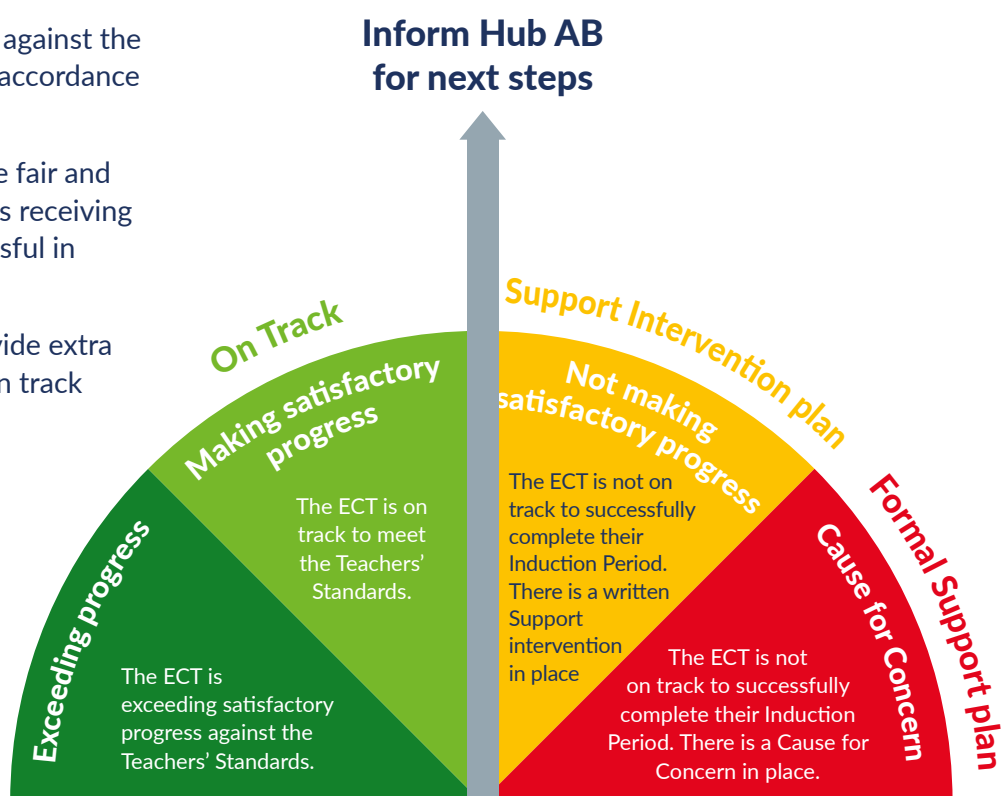 against the
accordance
e fair and
s receiving
sful in
vide extra
n track
Inform Hub AB
for next steps
On Track
Support Intervention plan
Formal Support plan
Exceeding progress
The ECT is
exceeding satisfactory
progress against the
Teachers' Standards.
Making satisfactory
progress
The ECT is on
track to meet
the Teachers'
Standards.
Not making
satisfactory progress
The ECT is not on
track to successfully
complete their
Induction Period.
There is a written
Support
intervention
in place
Cause for Concern
The ECT is not
on track to successfully
complete their Induction
Period. There is a Cause for
Concern in place.